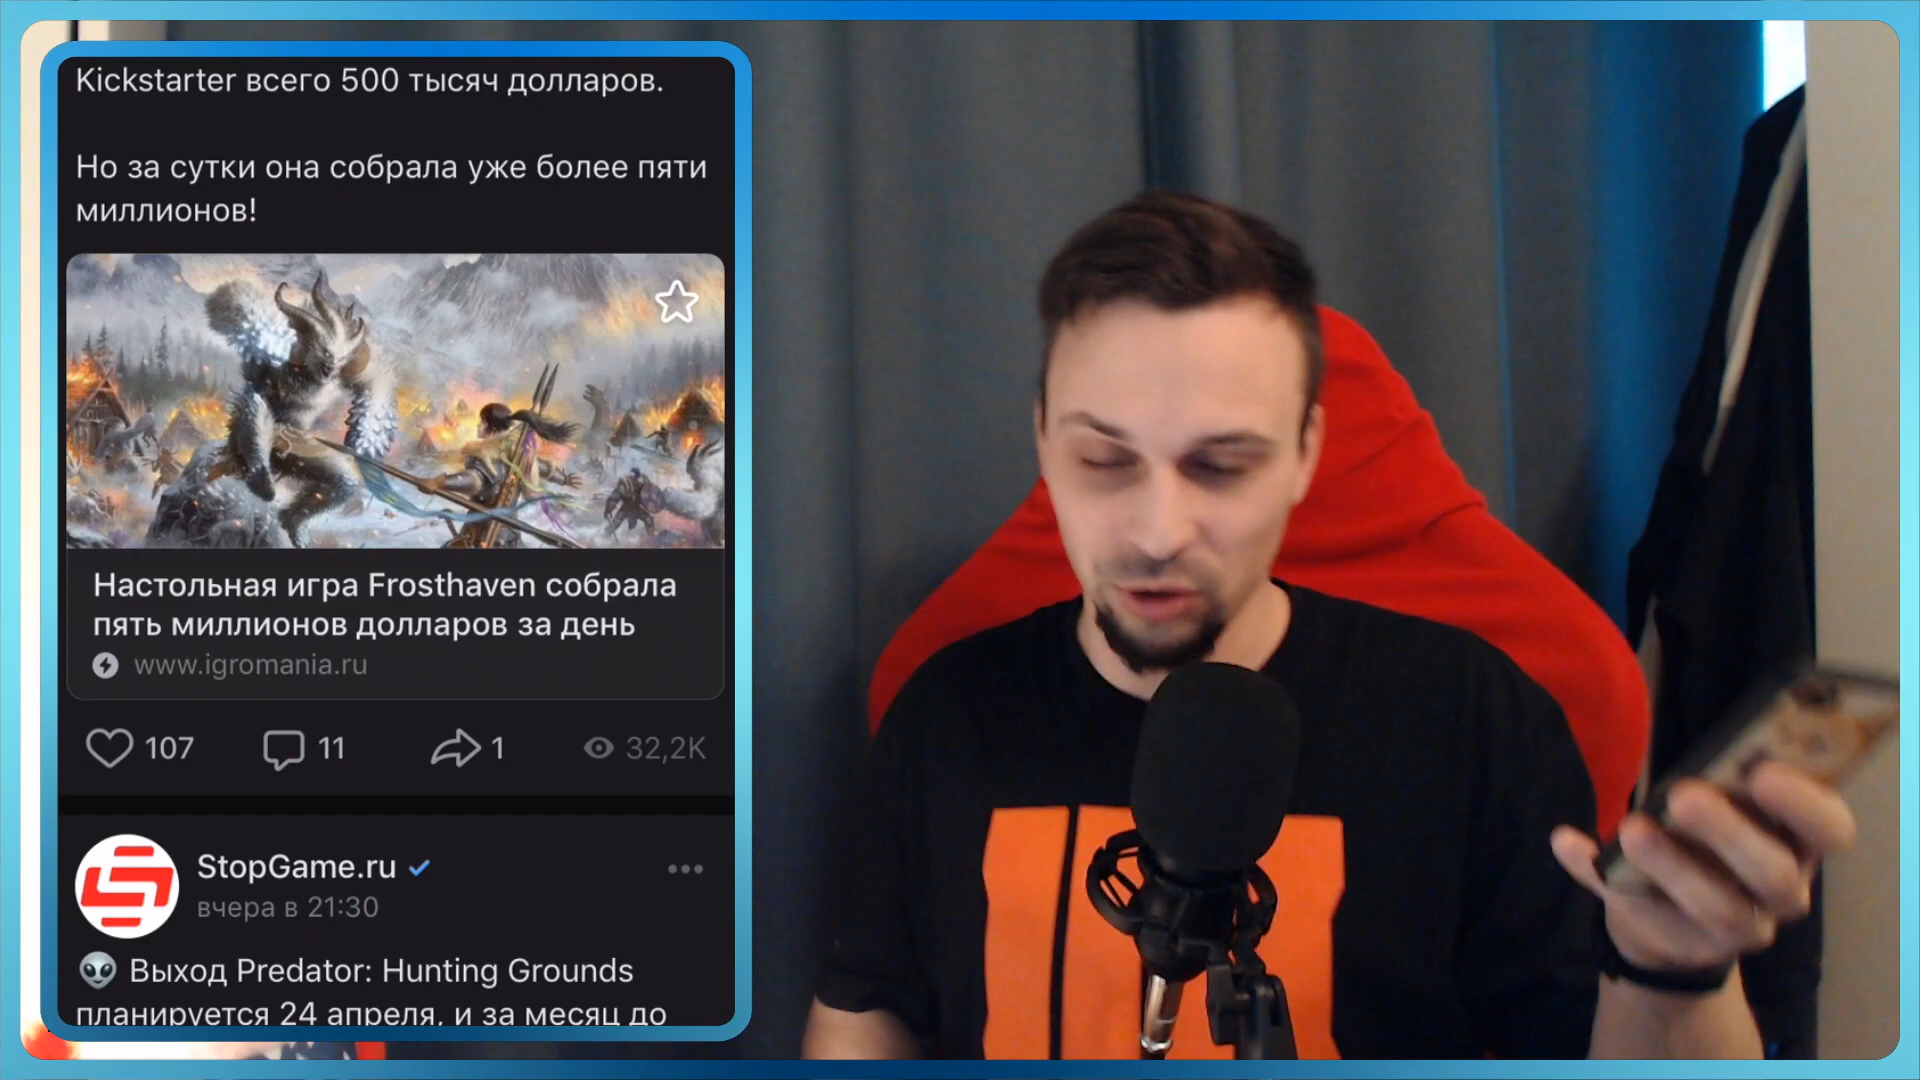 Kickstarter всего 500 тысяч долларов.
Но за сутки она собрала уже более пяти
миллионов!
Настольная игра Frosthaven собрала
пять миллионов долларов за день
www.igromania.ru
107 11 1 32,2K
StopGame.ru
вчера в 21:30
Выход Predator: Hunting Grounds
планируется 24 апреля, и за месяц до